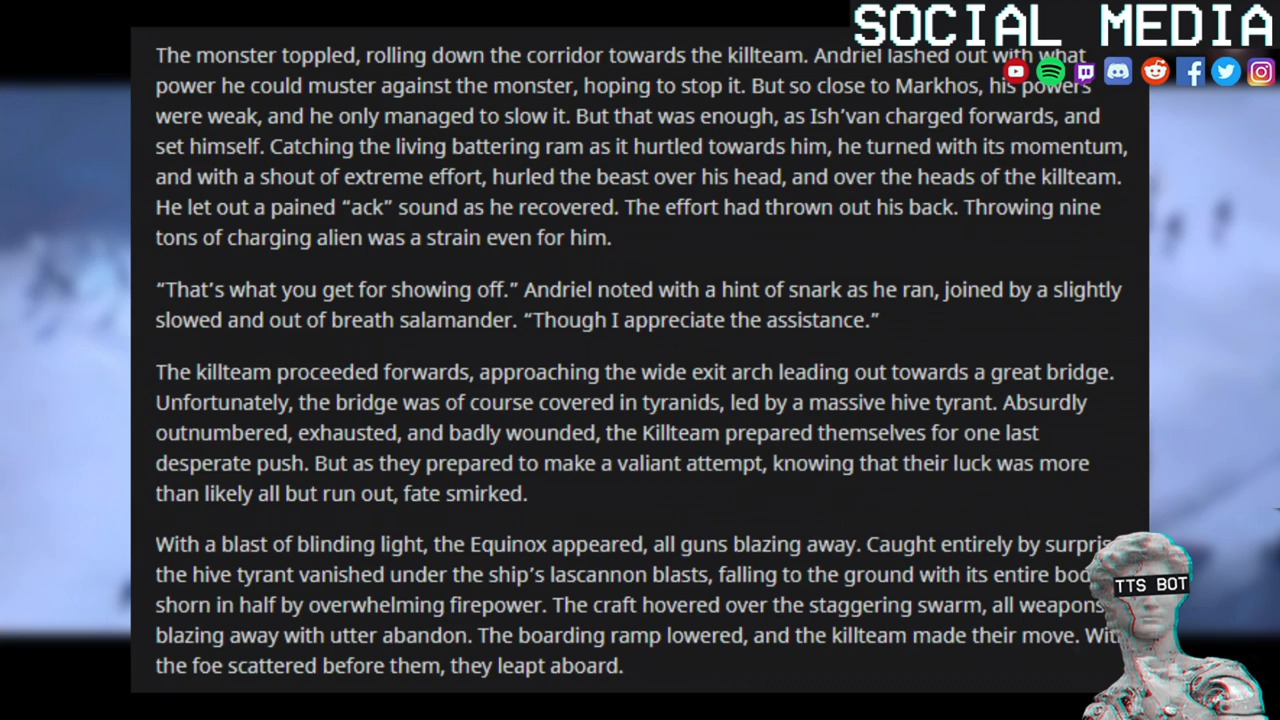 SOCIAL MEDIA
The monster toppled, rolling down the corridor towards the killteam. Andriel lashed out with what
power he could muster against the monster, hoping to stop it. But so close to Markhos, his powers
were weak, and he only managed to slow it. But that was enough, as Ish’van charged forwards, and
set himself. Catching the living battering ram as it hurtled towards him, he turned with its momentum,
and with a shout of extreme effort, hurled the beast over his head, and over the heads of the killteam.
He let out a pained “ack” sound as he recovered. The effort had thrown out his back. Throwing nine
tons of charging alien was a strain even for him.
“That’s what you get for showing off.” Andriel noted with a hint of snark as he ran, joined by a slightly
slowed and out of breath salamander. “Though I appreciate the assistance.”
The killteam proceeded forwards, approaching the wide exit arch leading out towards a great bridge.
Unfortunately, the bridge was of course covered in tyranids, led by a massive hive tyrant. Absurdly
outnumbered, exhausted, and badly wounded, the Killteam prepared themselves for one last
desperate push. But as they prepared to make a valiant attempt, knowing that their luck was more
than likely all but run out, fate smirked.
With a blast of blinding light, the Equinox appeared, all guns blazing away. Caught entirely by surpris
the hive tyrant vanished under the ship’s lascannon blasts, falling to the ground with its entire bod
shorn in half by overwhelming firepower. The craft hovered over the staggering swarm, all weapons
blazing away with utter abandon. The boarding ramp lowered, and the killteam made their move. Wit
the foe scattered before them, they leapt aboard.
TTS BOT